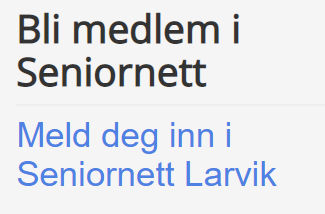 Bli medlem i
Seniornett
Meld deg inn i
Seniornett Larvik